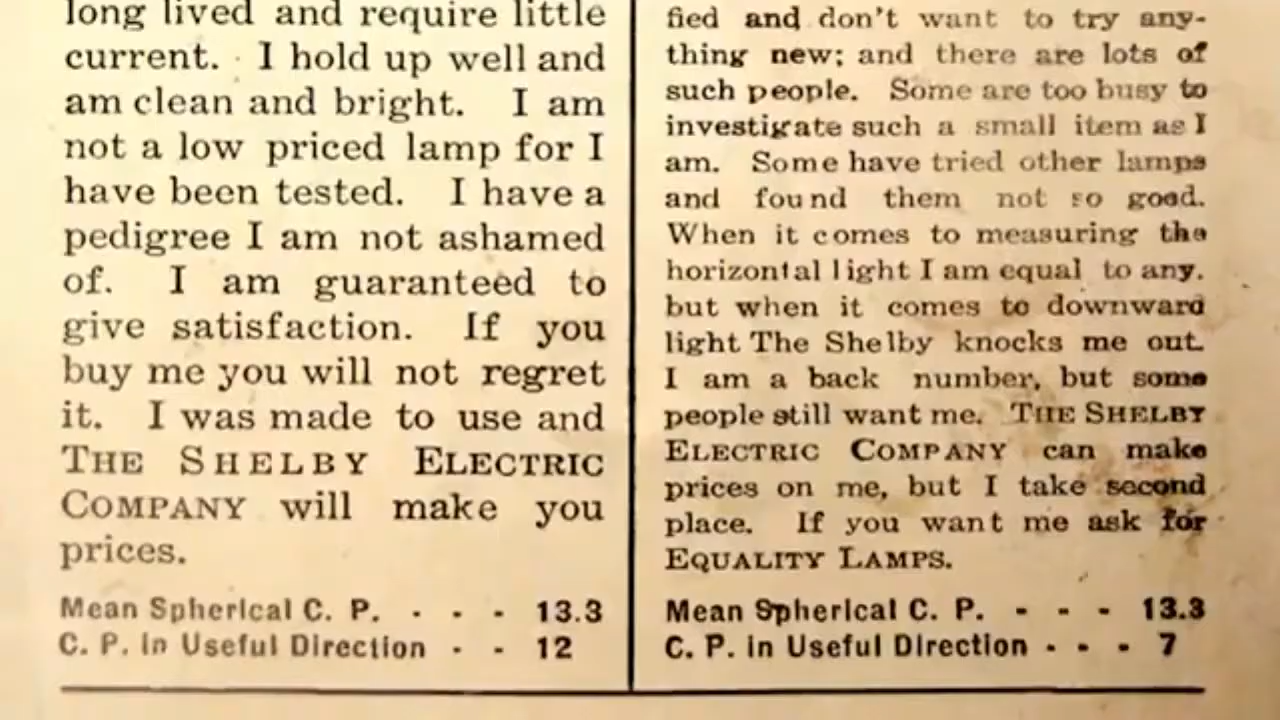 long lived and require little
current. I hold up well and
am clean and bright. I am
not a low priced lamp for I
have been tested. I have a
pedigree I am not ashamed
of. I am guaranteed to
give satisfaction. If you
buy me you will not regret
it. I was made to use and
THE SHELBY ELECTRIC
COMPANY will make you
prices.
Mean Spherical C. P. - - - 13.3
C. P. in Useful Direction - - 12
fied and don't want to try any-
thing new; and there are lots of
such people. Some are too busy to
investigate such a small item as I
am. Some have tried other lamps
and found them not so good.
When it comes to measuring the
horizontal light I am equal to any,
but when it comes to downward
light The Shelby knocks me out.
I am a back number, but some
people still want me. THE SHELBY
ELECTRIC COMPANY can make
prices on me, but I take second
place. If you want me ask for
EQUALITY LAMPS.
Mean Spherical C. P. - - - 13.3
C. P. in Useful Direction - - - 7